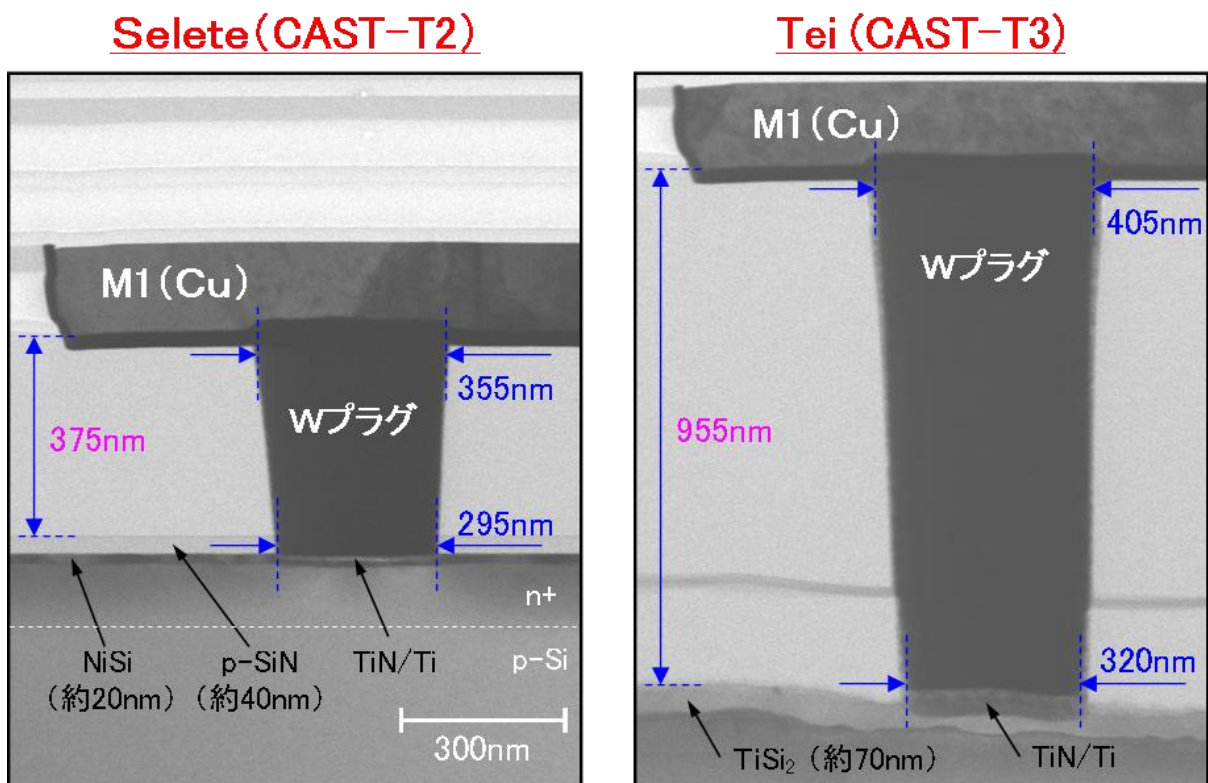 Selete(CAST-T2)
M1(Cu)
355nm
Wプラグ
375nm
295nm
n+
NiSi
(約20nm)
p-SiN
(約40nm)
TiN/Ti
p-Si
300nm
Tei (CAST-T3)
M1(Cu)
405nm
Wプラグ
955nm
320nm
TiSi₂ (約70nm)
TiN/Ti